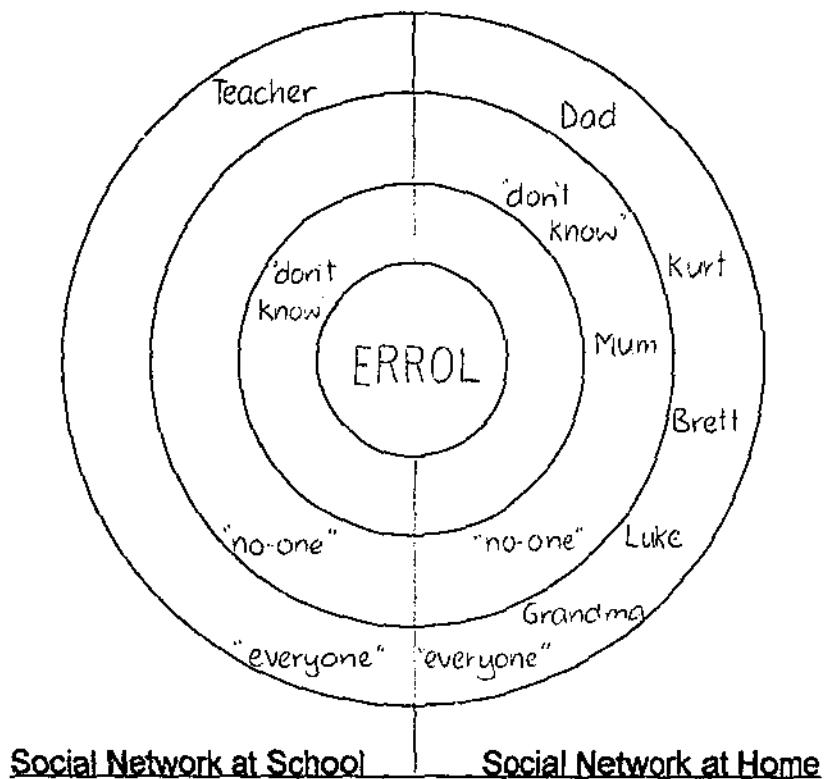 Teacher
Dad
"don't
know"
Kurt
"don't
know"
Mum
ERROL
Brett
"no-one"
"no-one"
Luke
Grandma
"everyone"
"everyone"
Social Network at School
Social Network at Home